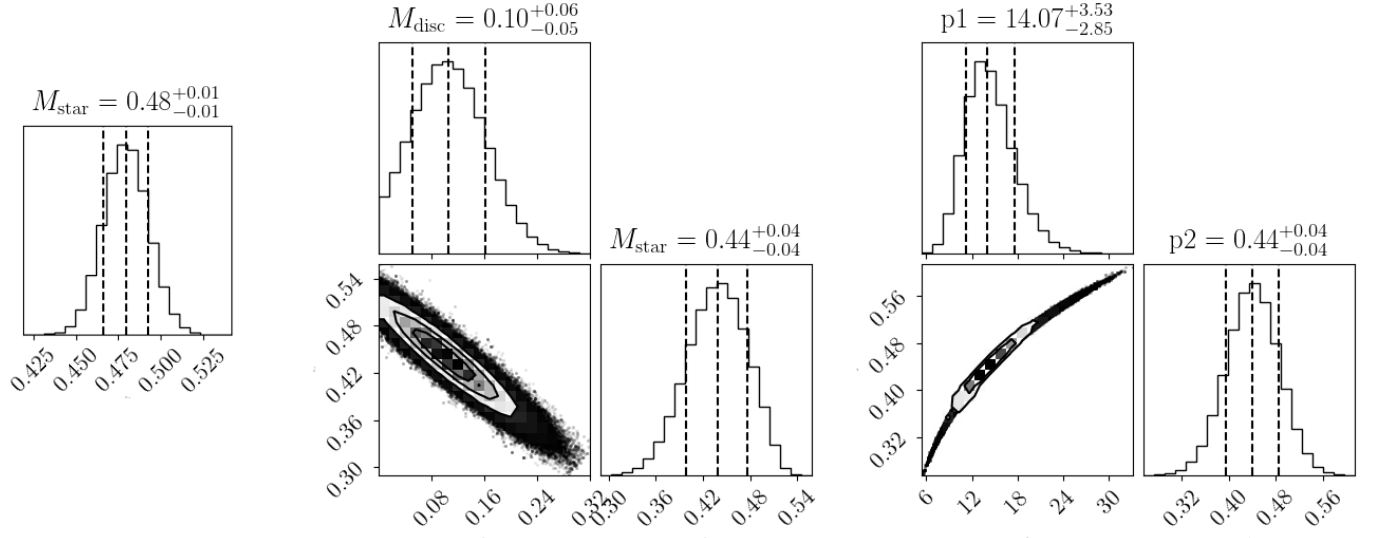 M_disc = 0.10^{+0.06}_{-0.05}
p1 = 14.07^{+3.53}_{-2.85}
M_star = 0.48^{+0.01}_{-0.01}
M_star = 0.44^{+0.04}_{-0.04}
p2 = 0.44^{+0.04}_{-0.04}
0.425 0.450 0.475 0.500 0.525
0.54
0.48
0.42
0.36
0.30
0.08 0.16 0.24 0.32
0.30 0.36 0.42 0.48 0.54
0.56
0.48
0.40
0.32
6 12 18 24 30
0.32 0.40 0.48 0.56